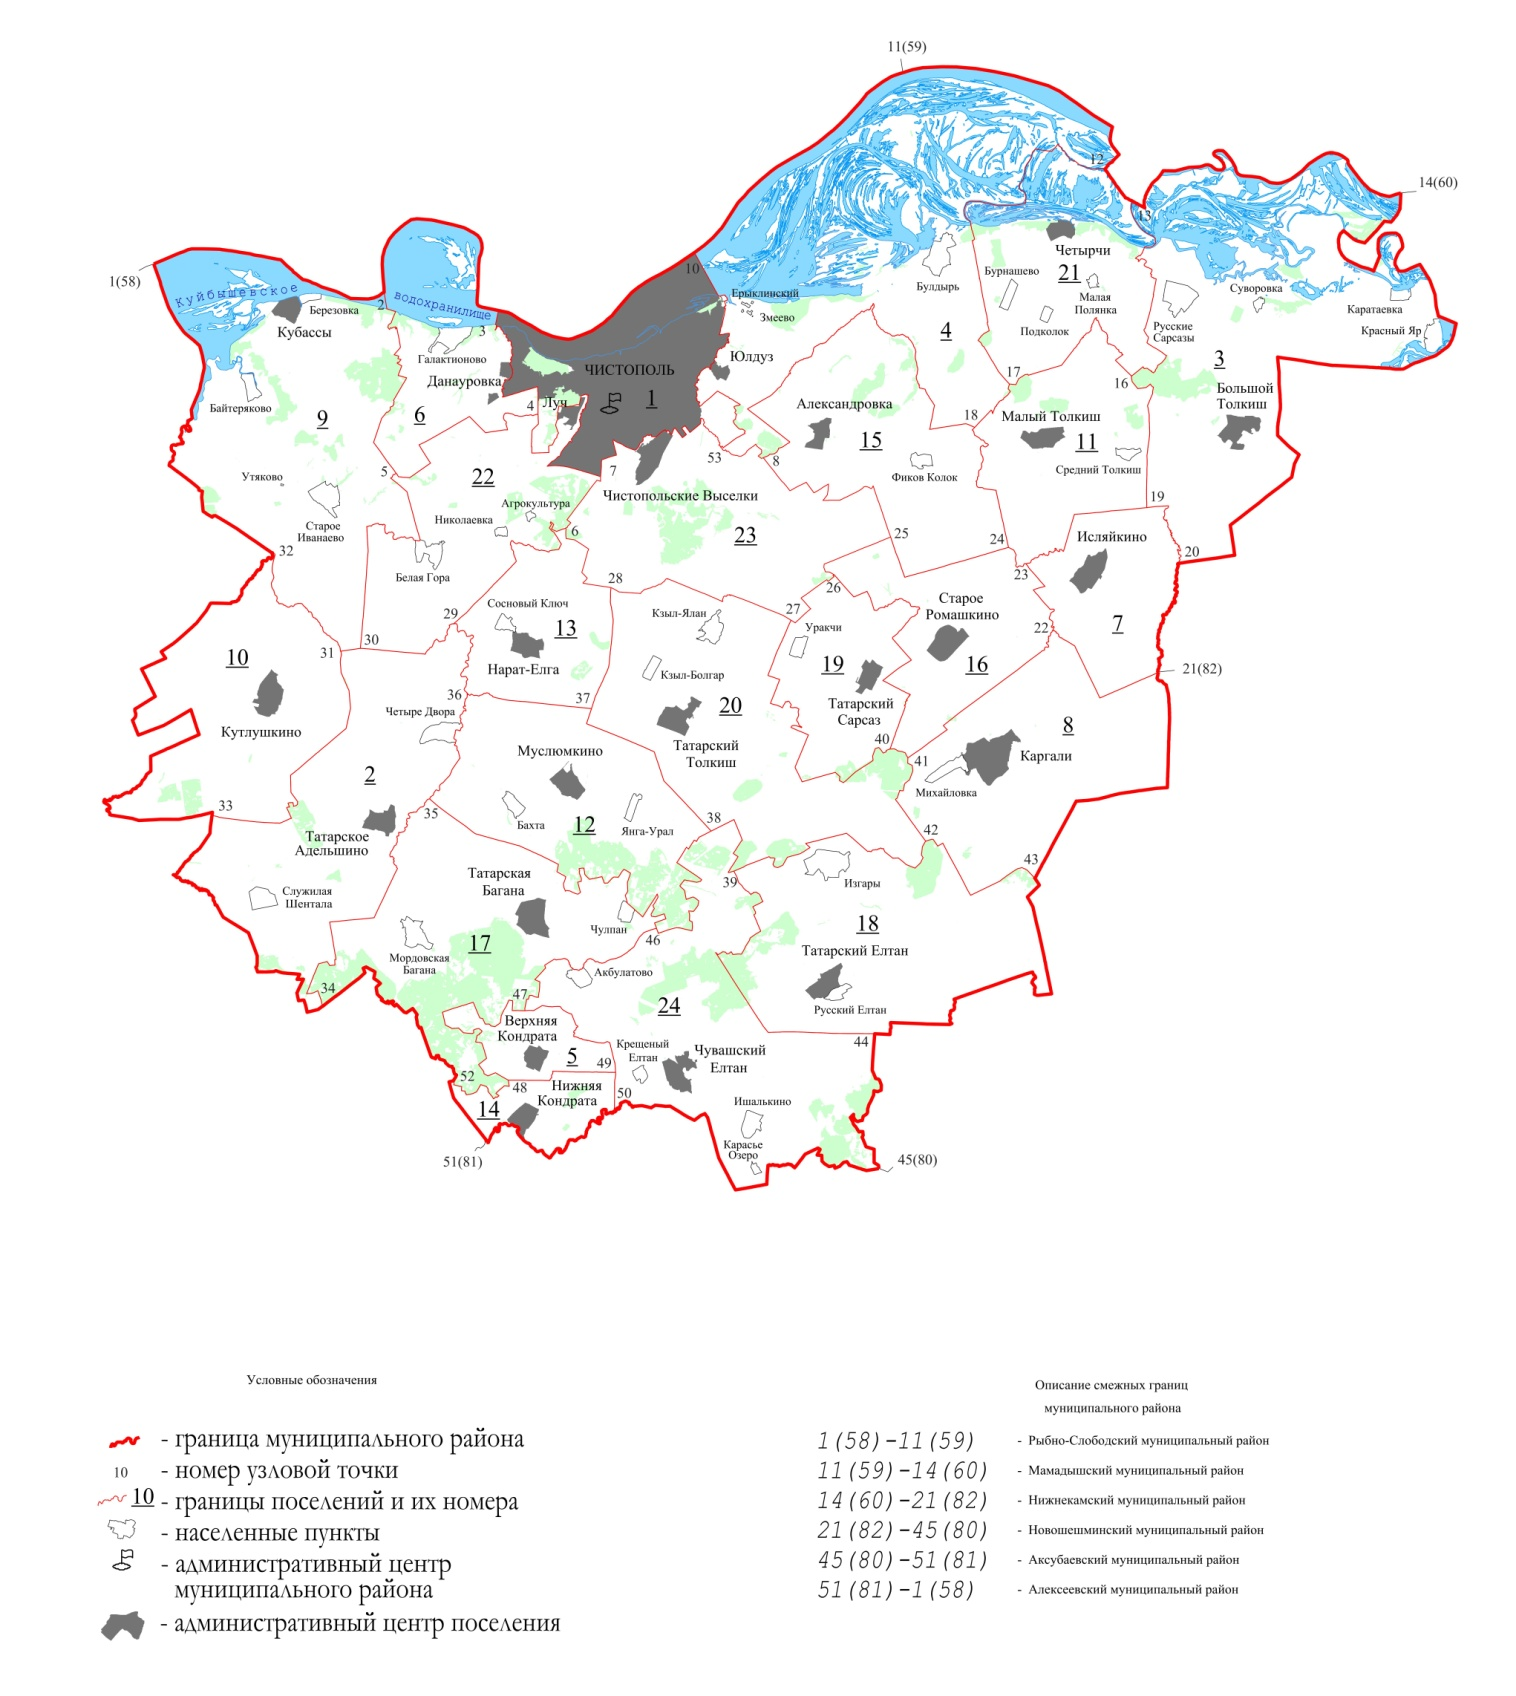 11(59)
12
14(60)
13
1(58)
10
Куйбышевское
водохранилище
Березовка
2
Кубассы
3
Галактионово
Данауровка
Байтеряково
9
6
4
Луч
ЧИСТОПОЛЬ
1
Ерыклинский
Змеево
Юлдуз
Булдырь
4
Четырчи
21
Бурнашево
Малая
Полянка
Подколок
Русские
Сарсазы
Суворовка
Каратаевка
Красный Яр
3
Большой
Толкиш
17
16
18
Малый Толкиш
11
Средний Толкиш
Александровка
15
Фиков Колок
53
8
7
Чистопольские Выселки
5
22
Утяково
Старое
Иванаево
Николаевка
Агрокультура
6
23
25
24
19
Исляйкино
20
23
7
32
Белая Гора
28
29
30
31
Сосновый Ключ
13
Нарат-Елга
Кзыл-Ялан
Кзыл-Болгар
20
Татарский
Толкиш
27
26
Уракчи
19
Татарский
Сарсаз
Старое
Ромашкино
16
22
21(82)
10
Кутлушкино
36
37
Четыре Двора
2
Муслюмкино
Бахта
12
Янга-Урал
38
40
41
8
Каргали
Михайловка
33
35
Татарское
Адельшино
Служилая
Шентала
Татарская
Багана
Чулпан
39
42
43
Изгары
18
Татарский Елтан
Русский Елтан
17
Мордовская
Багана
46
Акбулатово
34
47
24
Верхняя
Кондрата
5
49
Крещеный
Елтан
Чувашский
Елтан
44
52
48
14
Нижняя
Кондрата
50
Ишалькино
Карасье
Озеро
51(81)
45(80)
Условные обозначения
- граница муниципального района
10 - номер узловой точки
10 - границы поселений и их номера
- населенные пункты
- административный центр
муниципального района
- административный центр поселения
Описание смежных границ
муниципального района
1(58)-11(59) - Рыбно-Слободский муниципальный район
11(59)-14(60) - Мамадышский муниципальный район
14(60)-21(82) - Нижнекамский муниципальный район
21(82)-45(80) - Новошешминский муниципальный район
45(80)-51(81) - Аксубаевский муниципальный район
51(81)-1(58) - Алексеевский муниципальный район